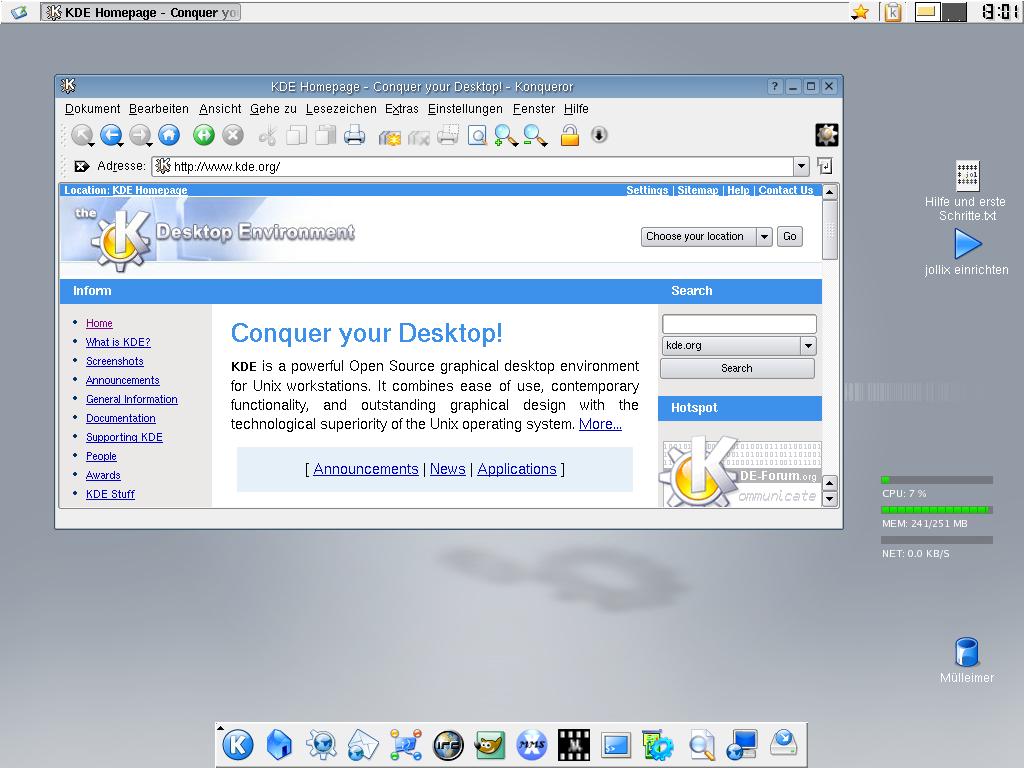 KDE Homepage - Conquer yo
13:01
KDE Homepage - Conquer your Desktop! - Konqueror
Dokument Bearbeiten Ansicht Gehe zu Lesezeichen Extras Einstellungen Fenster Hilfe
Adresse: http://www.kde.org/
Location: KDE Homepage
Settings | Sitemap | Help | Contact Us
the
K Desktop Environment
Choose your location
Go
Inform
Search
Home
What is KDE?
Screenshots
Announcements
General Information
Documentation
Supporting KDE
People
Awards
KDE Stuff
Conquer your Desktop!
KDE is a powerful Open Source graphical desktop environment
for Unix workstations. It combines ease of use, contemporary
functionality, and outstanding graphical design with the
technological superiority of the Unix operating system. More...
[ Announcements | News | Applications ]
kde.org
Search
Hotspot
DE-Forum.org
ommunicate
Hilfe und erste
Schritte.txt
jollix einrichten
CPU: 7 %
MEM: 241/251 MB
NET: 0.0 KB/S
Mülleimer
K
IRC
MMS